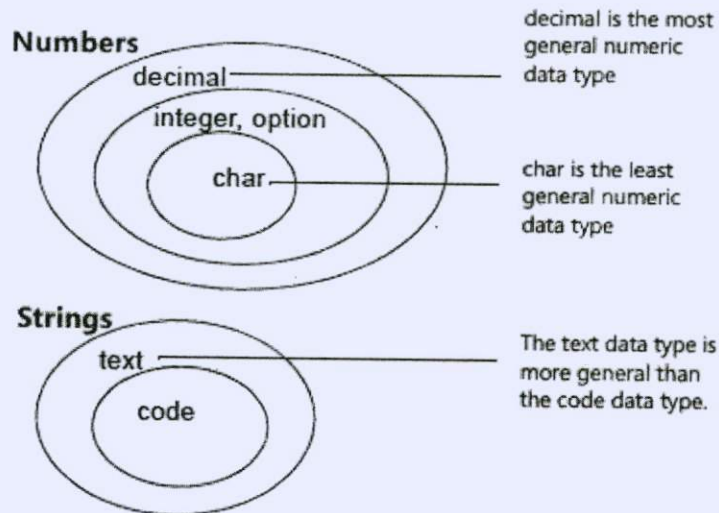 Numbers
decimal
integer, option
char
decimal is the most
general numeric
data type
char is the least
general numeric
data type
Strings
text
code
The text data type is
more general than
the code data type.